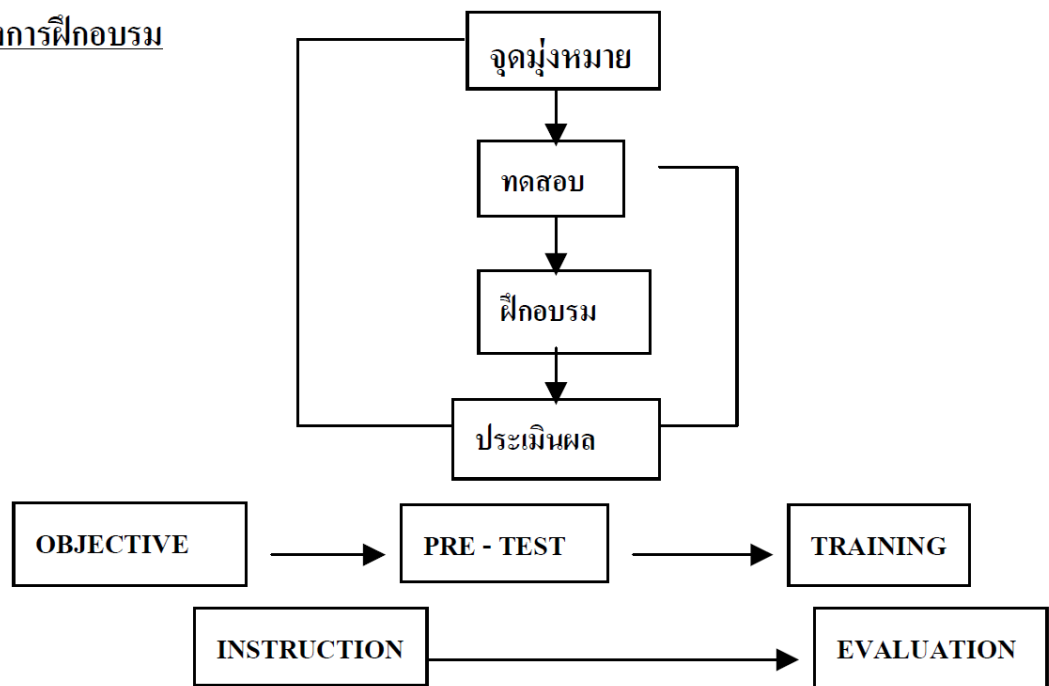 การฝึกอบรม
จุดมุ่งหมาย
ทดสอบ
ฝึกอบรม
ประเมินผล
OBJECTIVE PRE - TEST TRAINING
INSTRUCTION EVALUATION